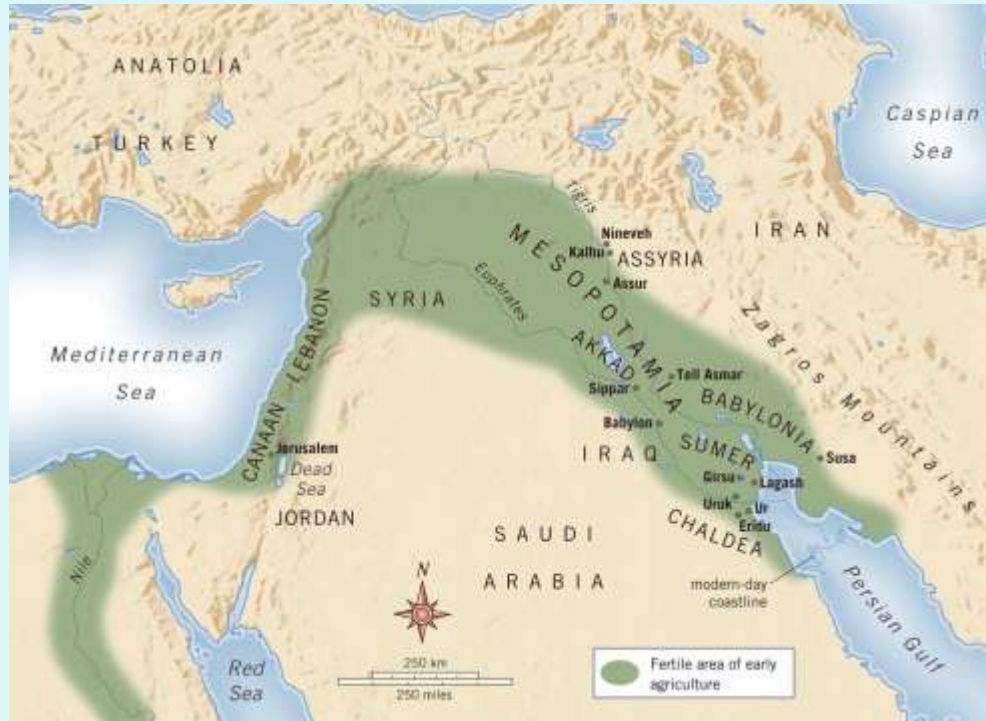 ANATOLIA
TURKEY
Caspian
Sea
Tigris
IRAN
Nineveh
Kalhu
ASSYRIA
MESOPOTAMIA
Assur
Euphrates
SYRIA
Zagros Mountains
LEBANON
Mediterranean
Sea
AKKAD
Tell Asmar
Sippar
BABYLONIA
Babylon
CANAAN
Jerusalem
SUMER
Susa
IRAQ
Dead
Sea
Girsu
Lagash
JORDAN
Uruk
Ur
Eridu
CHALDEA
SAUDI
ARABIA
Nile
N
modern-day
coastline
Persian Gulf
Red
Sea
250 km
250 miles
Fertile area of early
agriculture